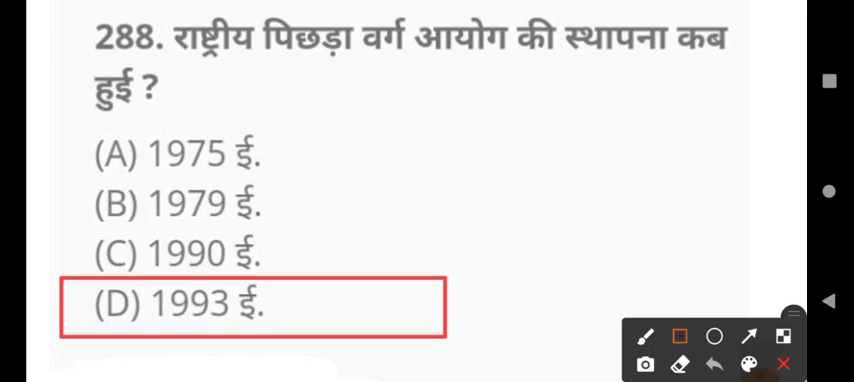 288. राष्ट्रीय पिछड़ा वर्ग आयोग की स्थापना कब
हुई ?
(A) 1975 ई.
(B) 1979 ई.
(C) 1990 ई.
(D) 1993 ई.